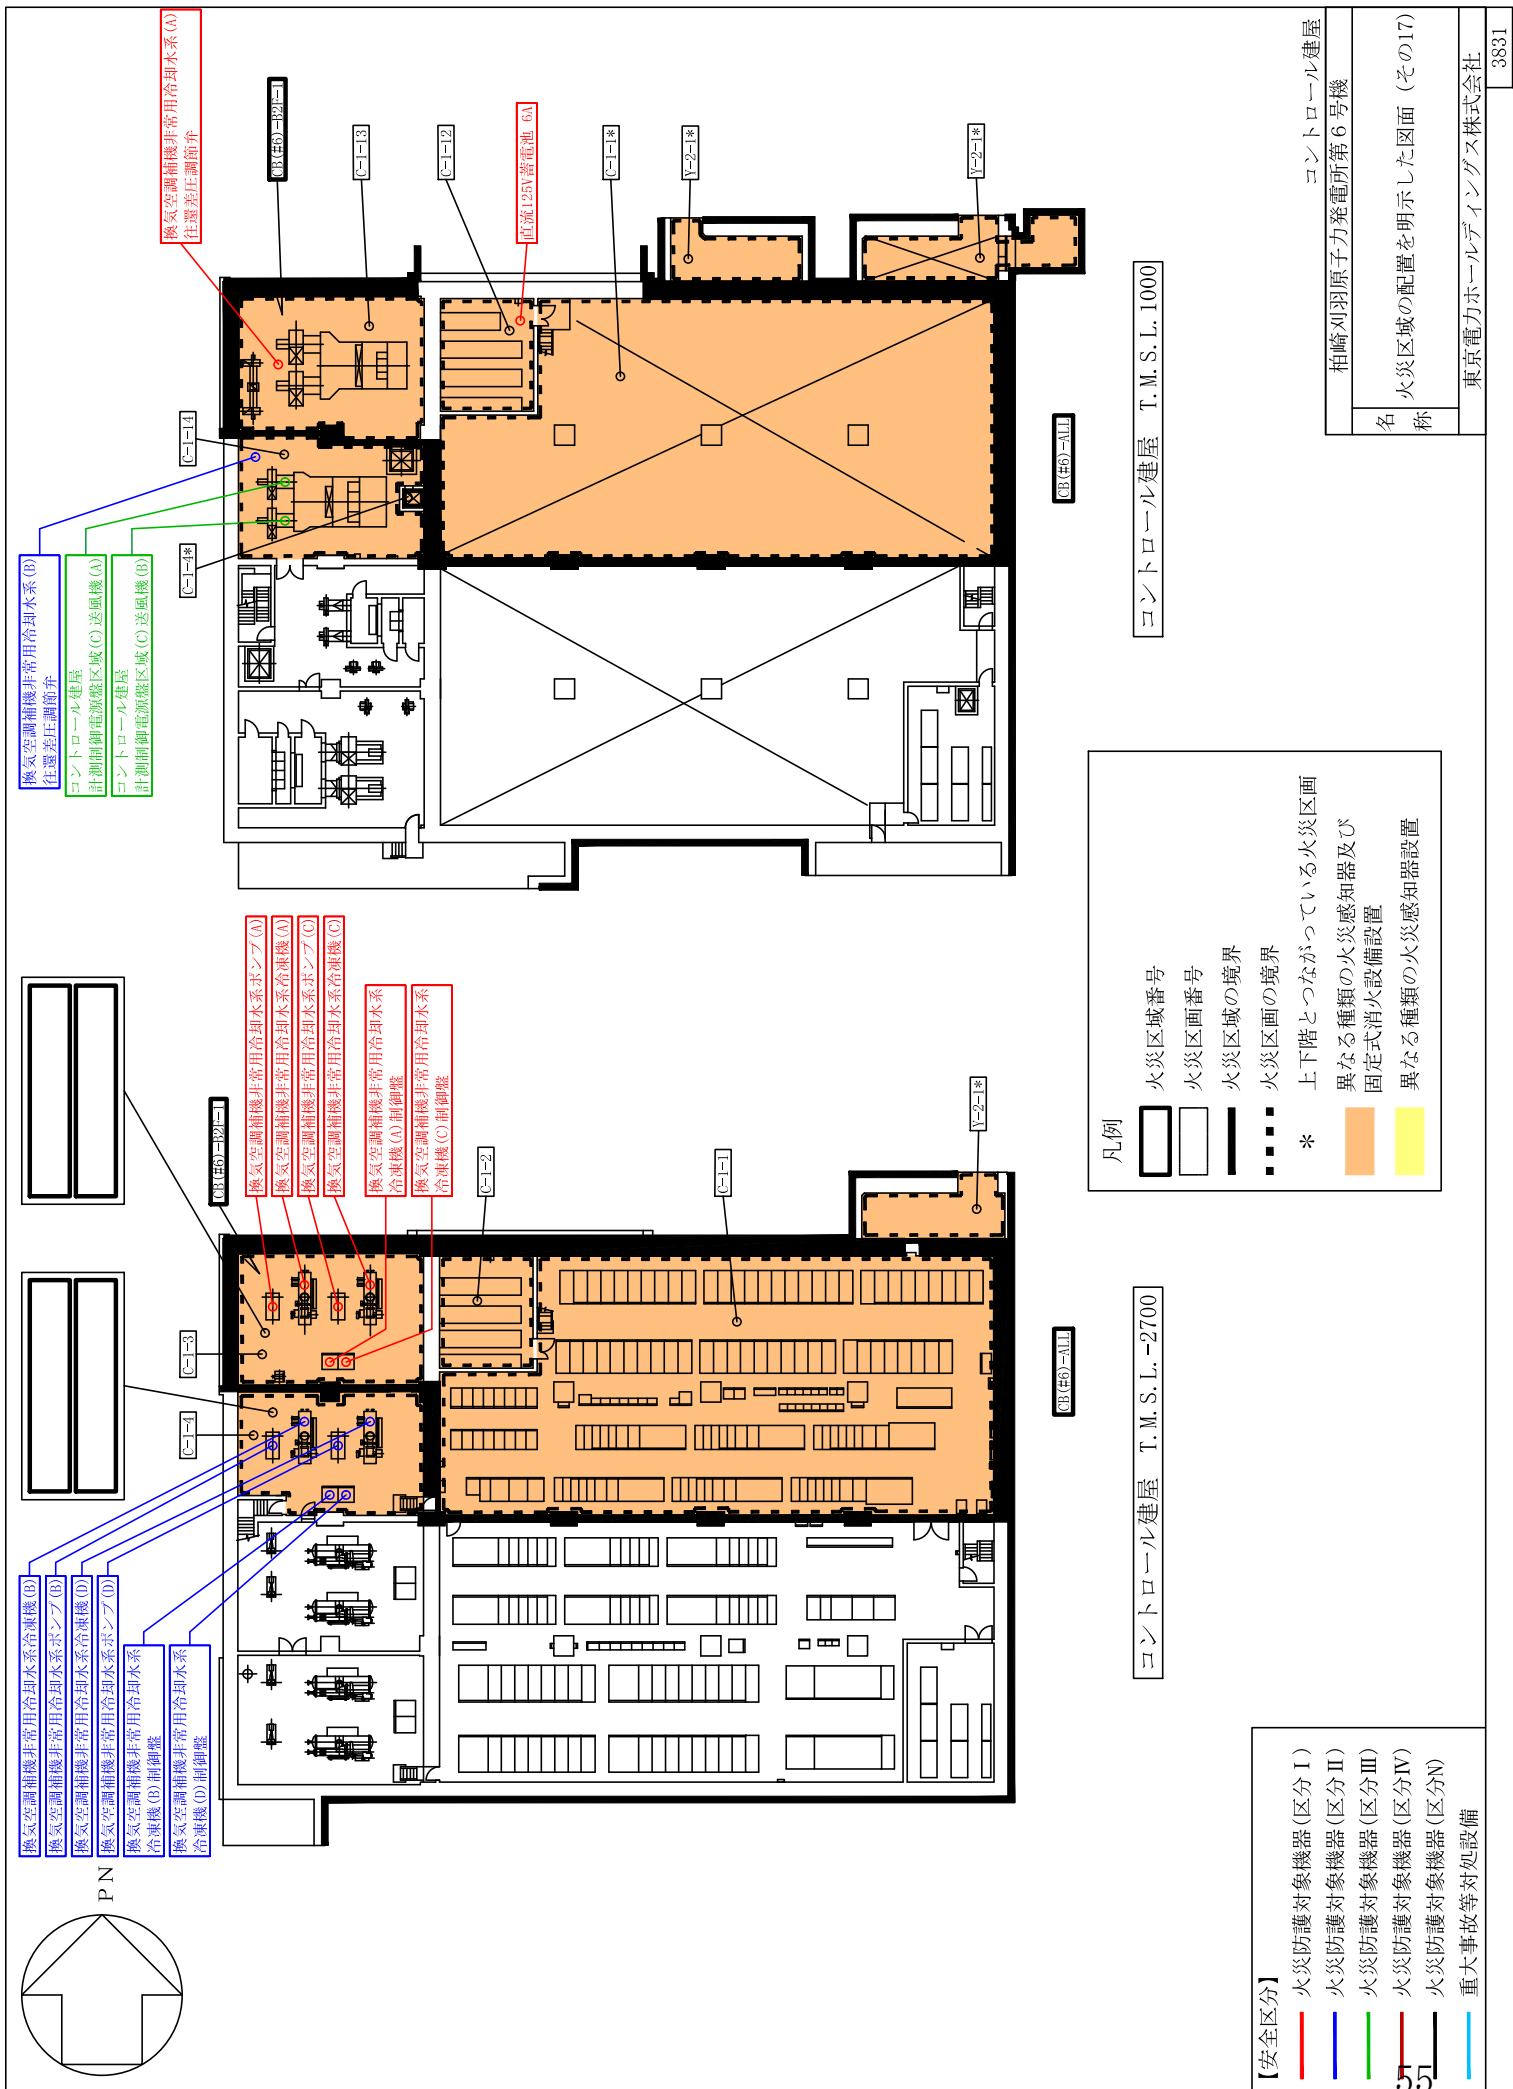 換気空調補機非常用冷却水系冷凍機(B)
換気空調補機非常用冷却水系ポンプ(B)
換気空調補機非常用冷却水系冷凍機(D)
換気空調補機非常用冷却水系ポンプ(D)
換気空調補機非常用冷却水系
冷凍機(B)制御盤
換気空調補機非常用冷却水系
冷凍機(D)制御盤
PN
C-1-4
C-1-3
CB(#6)-B2F-1
換気空調補機非常用冷却水系ポンプ(A)
換気空調補機非常用冷却水系冷凍機(A)
換気空調補機非常用冷却水系ポンプ(C)
換気空調補機非常用冷却水系冷凍機(C)
換気空調補機非常用冷却水系
冷凍機(A)制御盤
換気空調補機非常用冷却水系
冷凍機(C)制御盤
C-1-2
C-1-1
Y-2-1*
CB(#6)-ALL
コントロール建屋 T.M.S.L.-2700
換気空調補機非常用冷却水系(B)
往還差圧調節弁
コントロール建屋
計測制御電源盤区域(C)送風機(A)
コントロール建屋
計測制御電源盤区域(C)送風機(B)
C-1-4*
C-1-14
換気空調補機非常用冷却水系(A)
往還差圧調節弁
CB(#6)-B2F-1
C-1-13
C-1-12
直流125V蓄電池 6A
C-1-1*
Y-2-1*
Y-2-1*
CB(#6)-ALL
コントロール建屋 T.M.S.L.1000
凡例
火災区域番号
火災区画番号
火災区域の境界
火災区画の境界
* 上下階とつながっている火災区画
異なる種類の火災感知器及び
固定式消火設備設置
異なる種類の火災感知器設置
【安全区分】
火災防護対象機器(区分Ⅰ)
火災防護対象機器(区分Ⅱ)
火災防護対象機器(区分Ⅲ)
火災防護対象機器(区分Ⅳ)
火災防護対象機器(区分N)
重大事故等対処設備
コントロール建屋
柏崎刈羽原子力発電所第6号機
名称
火災区域の配置を明示した図面(その17)
東京電力ホールディングス株式会社
3831
55